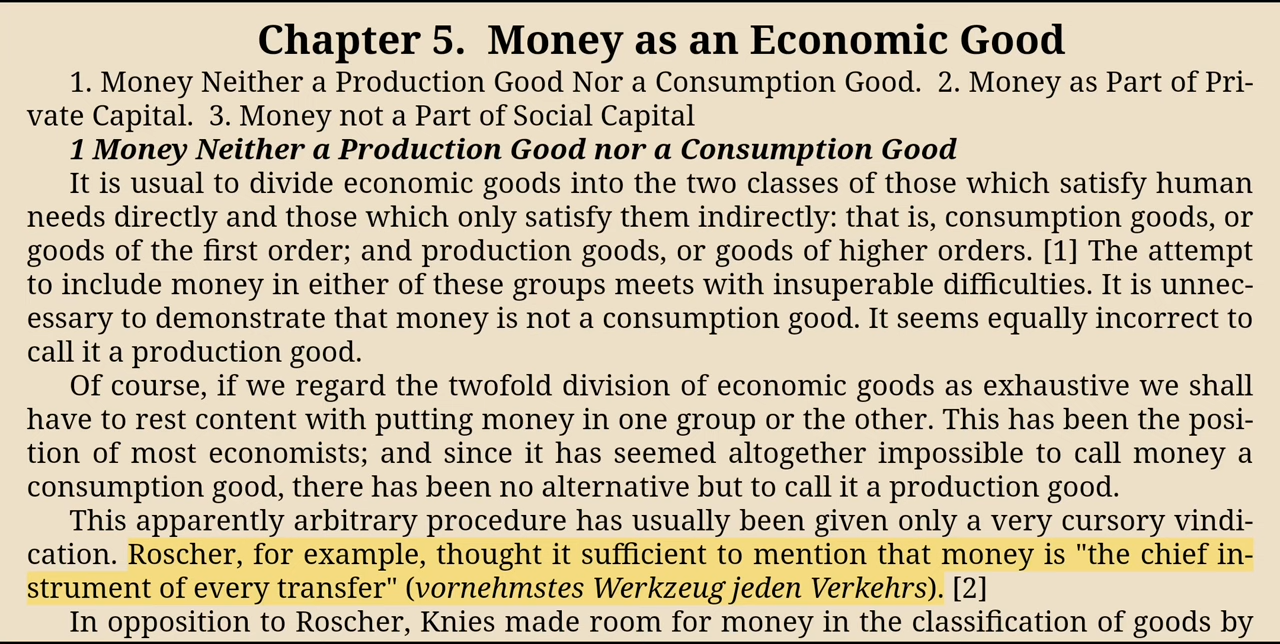 Chapter 5.  Money as an Economic Good
1. Money Neither a Production Good Nor a Consumption Good.  2. Money as Part of Pri-
vate Capital.  3. Money not a Part of Social Capital
1 Money Neither a Production Good nor a Consumption Good
It is usual to divide economic goods into the two classes of those which satisfy human
needs directly and those which only satisfy them indirectly: that is, consumption goods, or
goods of the first order; and production goods, or goods of higher orders. [1] The attempt
to include money in either of these groups meets with insuperable difficulties. It is unnec-
essary to demonstrate that money is not a consumption good. It seems equally incorrect to
call it a production good.
Of course, if we regard the twofold division of economic goods as exhaustive we shall
have to rest content with putting money in one group or the other. This has been the posi-
tion of most economists; and since it has seemed altogether impossible to call money a
consumption good, there has been no alternative but to call it a production good.
This apparently arbitrary procedure has usually been given only a very cursory vindi-
cation. Roscher, for example, thought it sufficient to mention that money is "the chief in-
strument of every transfer" (vornehmstes Werkzeug jeden Verkehrs). [2]
In opposition to Roscher, Knies made room for money in the classification of goods by